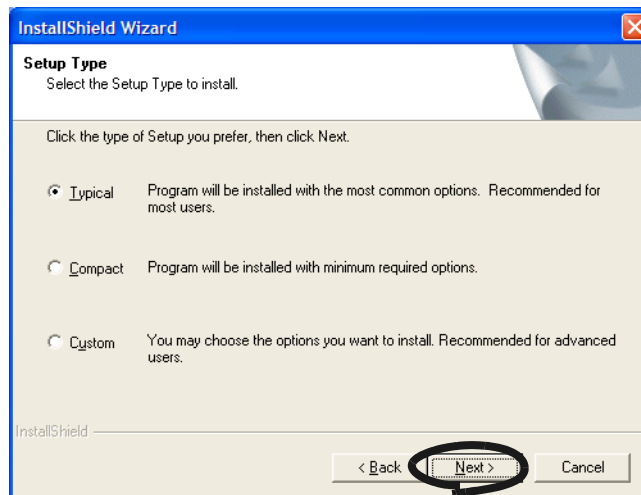 InstallShield Wizard
Setup Type
Select the Setup Type to install.
Click the type of Setup you prefer, then click Next.
Typical
Program will be installed with the most common options. Recommended for
most users.
Compact
Program will be installed with minimum required options.
Custom
You may choose the options you want to install. Recommended for advanced
users.
InstallShield
< Back
Next >
Cancel